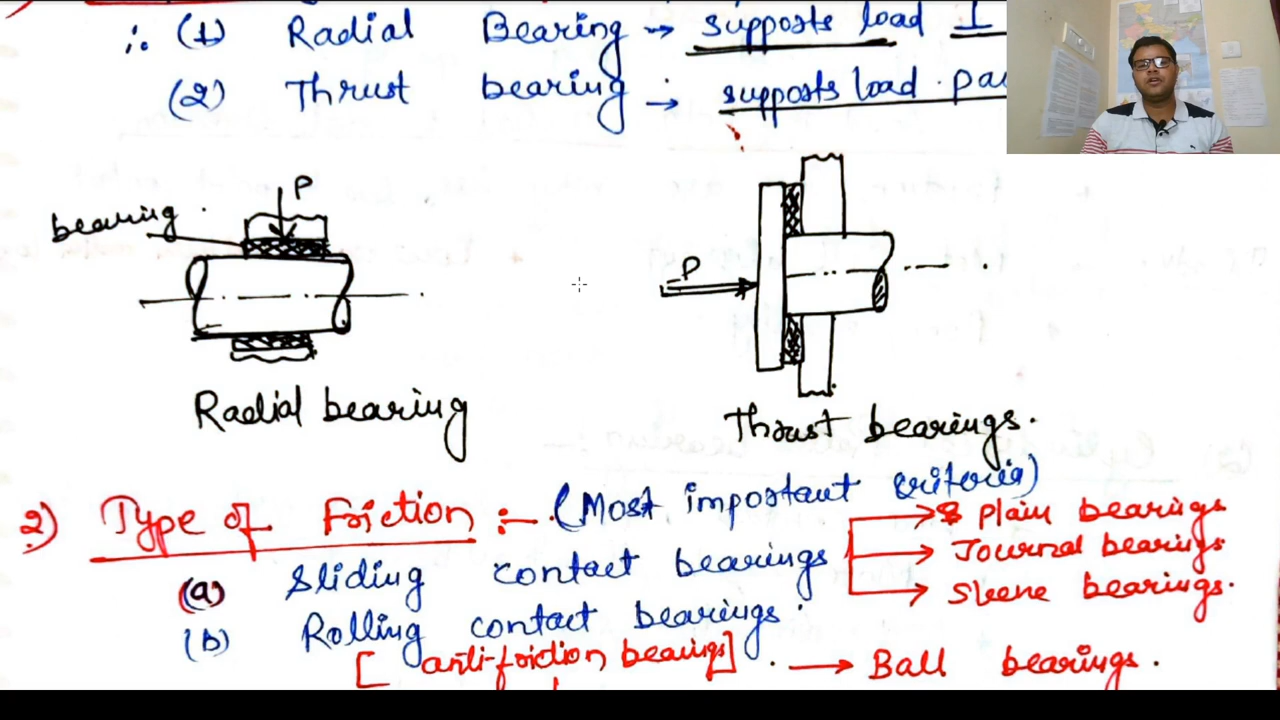 ∴ (1) Radial Bearing → supports load ⊥
(2) Thrust bearing → supports load pa
P
bearing
Radial bearing
P
Thrust bearings.
2) Type of Friction :- (Most important criteria)
(a) Sliding contact bearings → Plain bearings
→ Journal bearings
→ Sleeve bearings.
(b) Rolling contact bearings.
[anti-friction bearings] → Ball bearings.